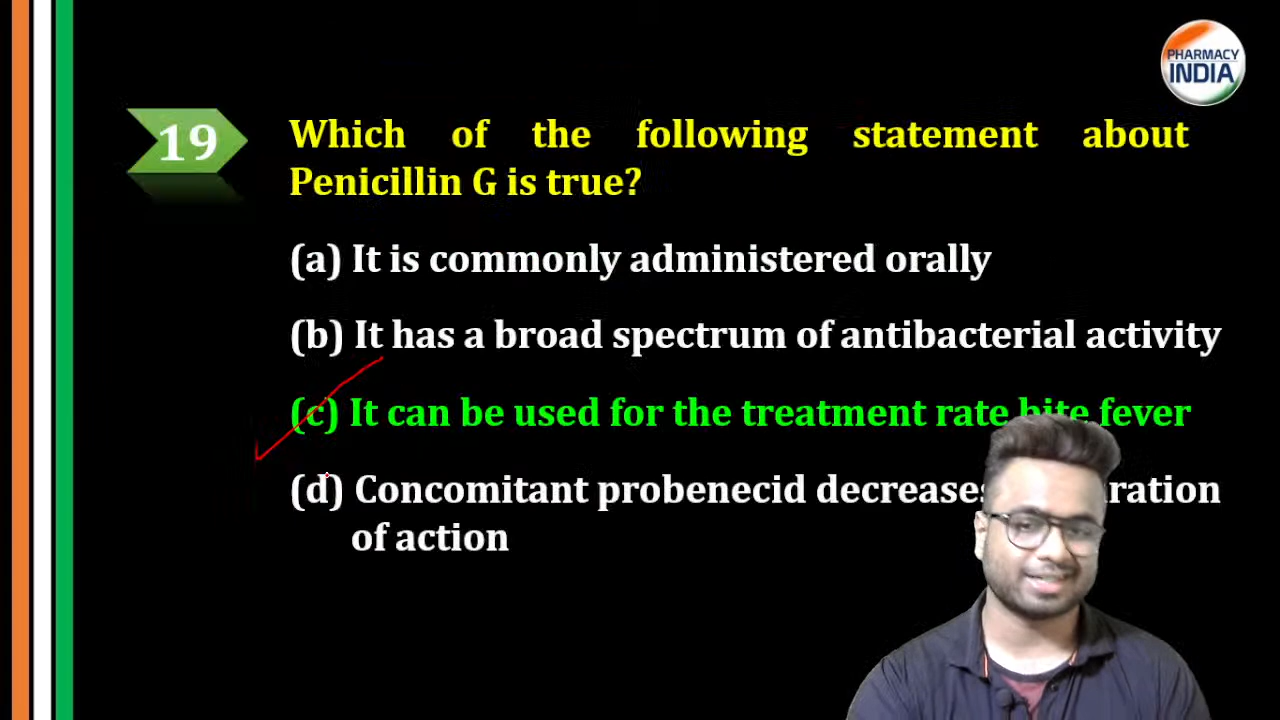 PHARMACY
INDIA
19
Which of the following statement about
Penicillin G is true?
(a) It is commonly administered orally
(b) It has a broad spectrum of antibacterial activity
(c) It can be used for the treatment rate bite fever
(d) Concomitant probenecid decreases
of action